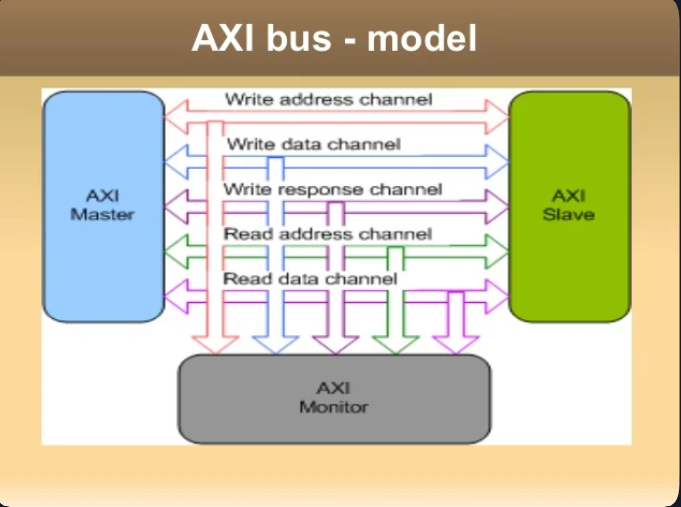 AXI bus - model
Write address channel
Write data channel
Write response channel
Read address channel
Read data channel
AXI
Master
AXI
Slave
AXI
Monitor